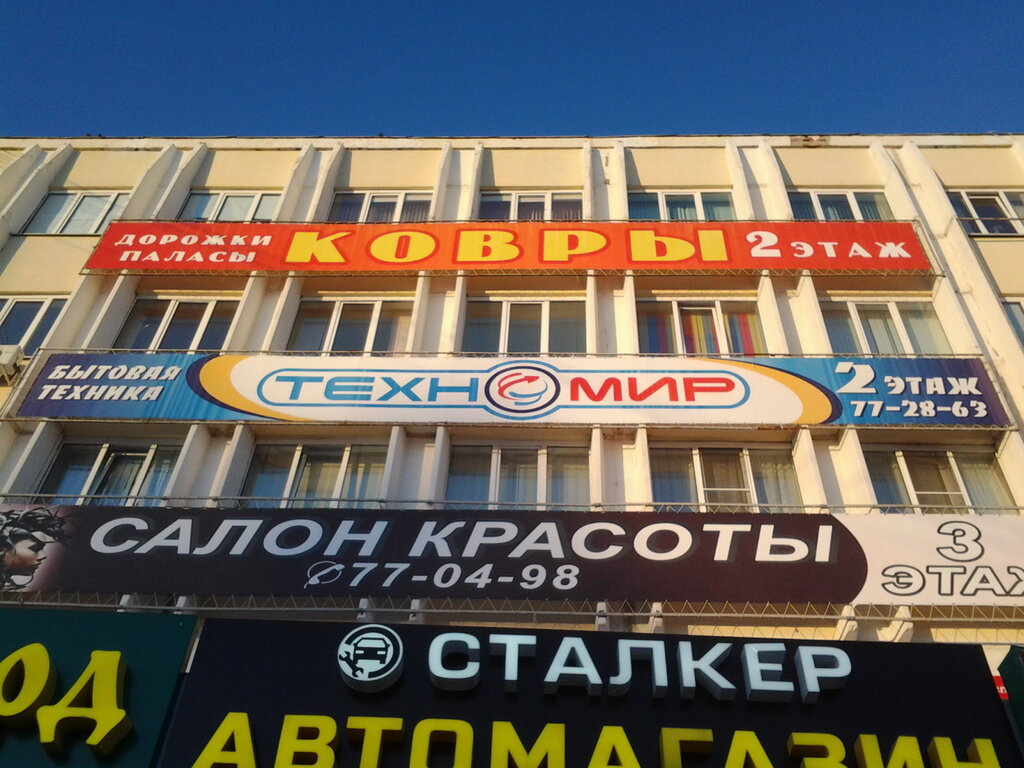 ДОРОЖКИ
ПАЛАСЫ
КОВРЫ
2 ЭТАЖ
БЫТОВАЯ
ТЕХНИКА
ТЕХНОМИР
2 ЭТАЖ
77-28-63
САЛОН КРАСОТЫ
77-04-98
3
ЭТАЖ
ОД
СТАЛКЕР
АВТОМАГАЗИН